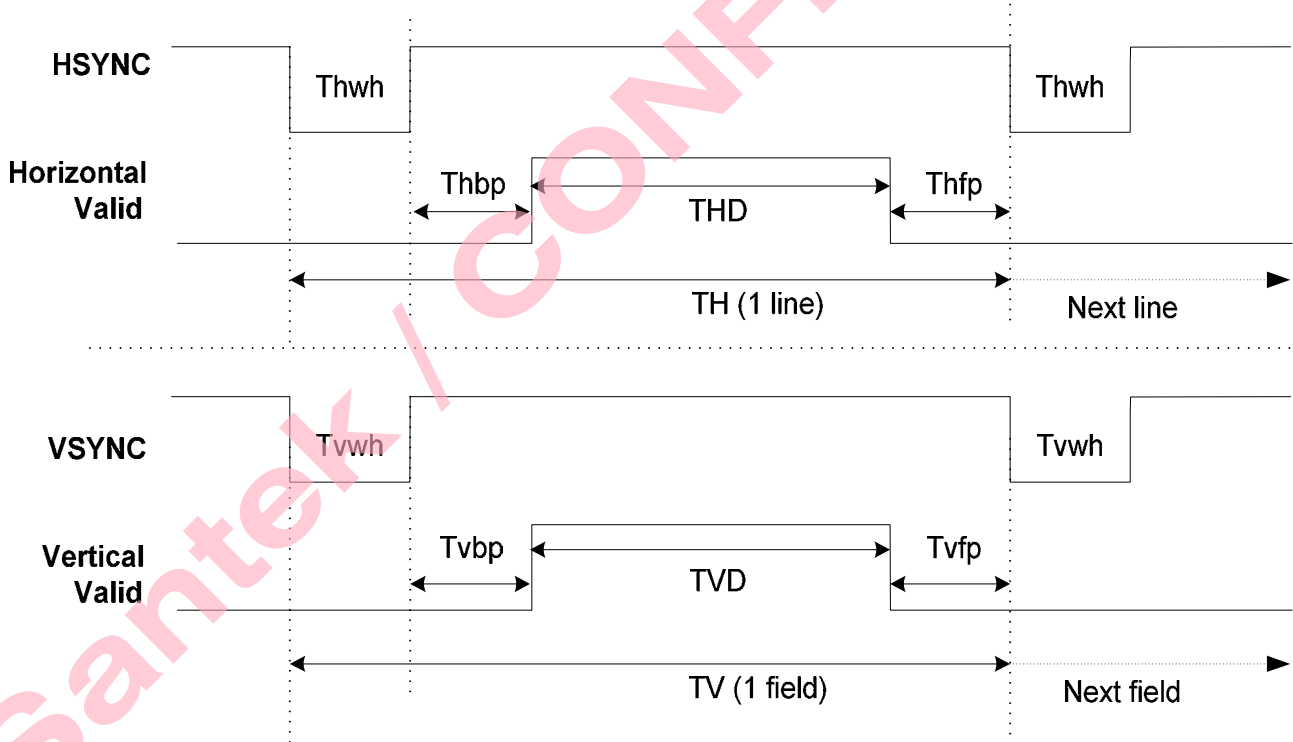 HSYNC
Thwh
Thwh
Horizontal
Valid
Thbp
THD
Thfp
TH (1 line)
Next line
VSYNC
Tvwh
Tvwh
Vertical
Valid
Tvbp
TVD
Tvfp
TV (1 field)
Next field
Santek / CONF